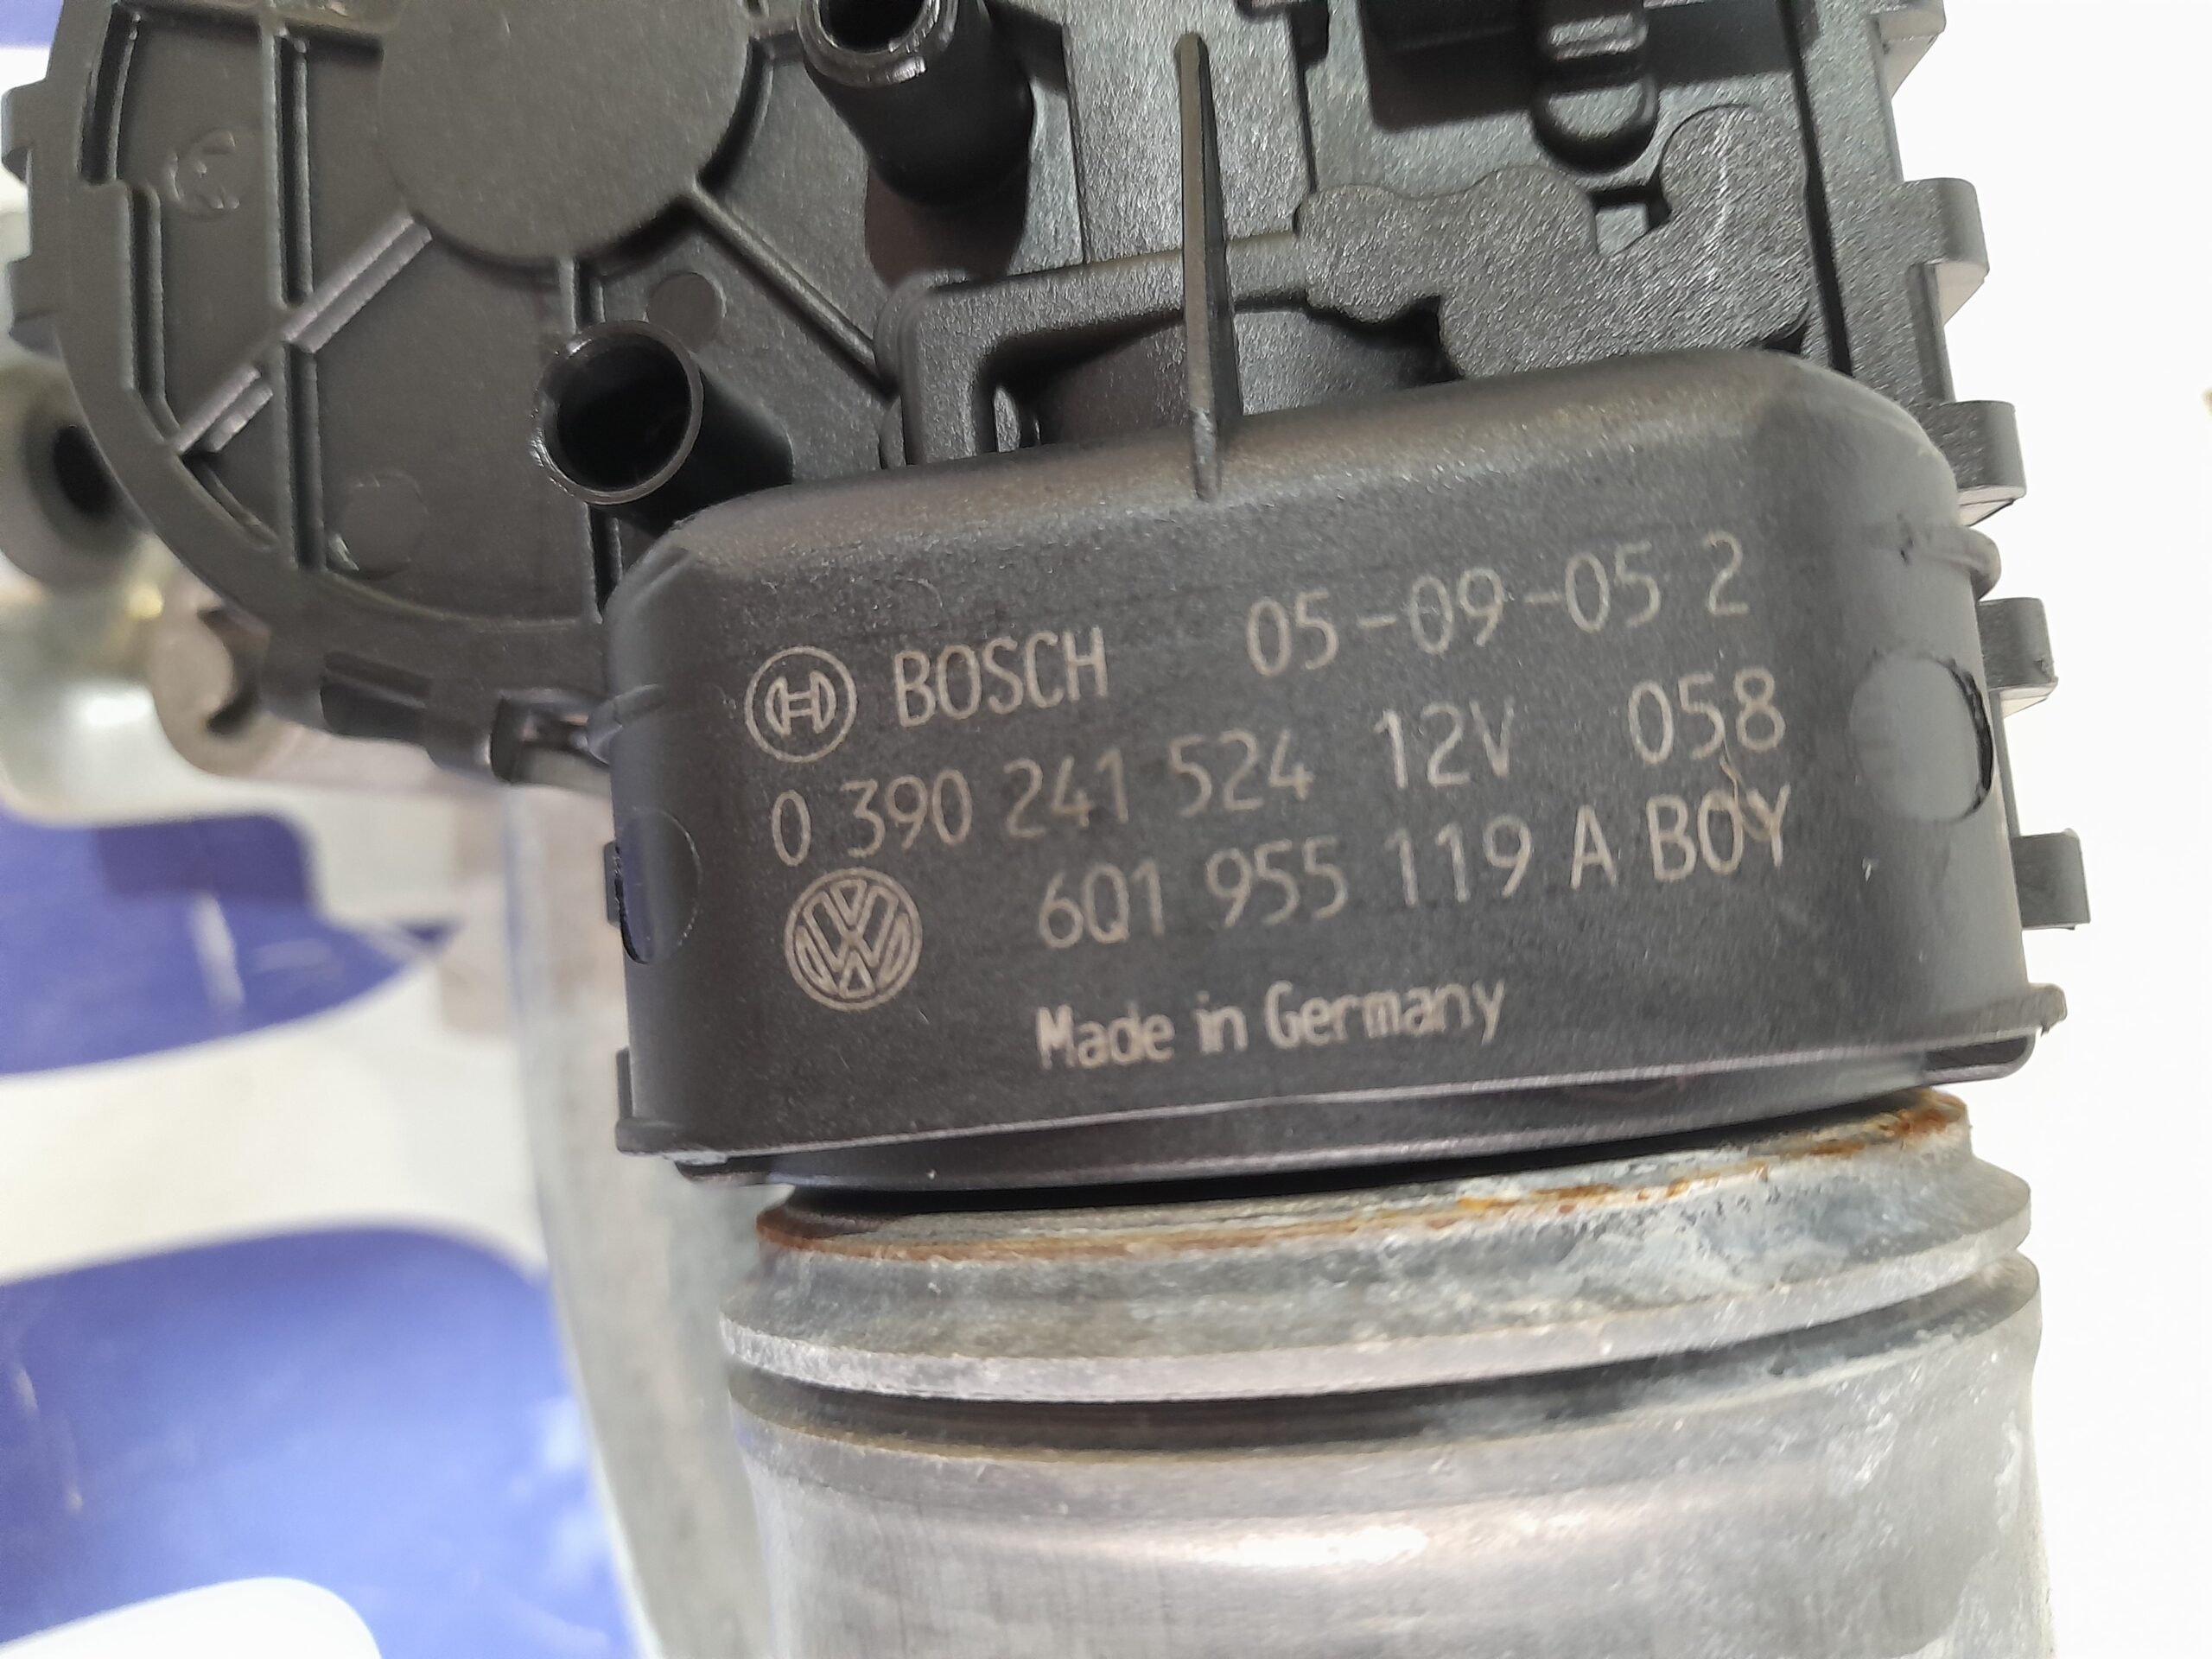 BOSCH 05-09-05 2
0 390 241 524 12V 058
6Q1 955 119 A BOY
Made in Germany